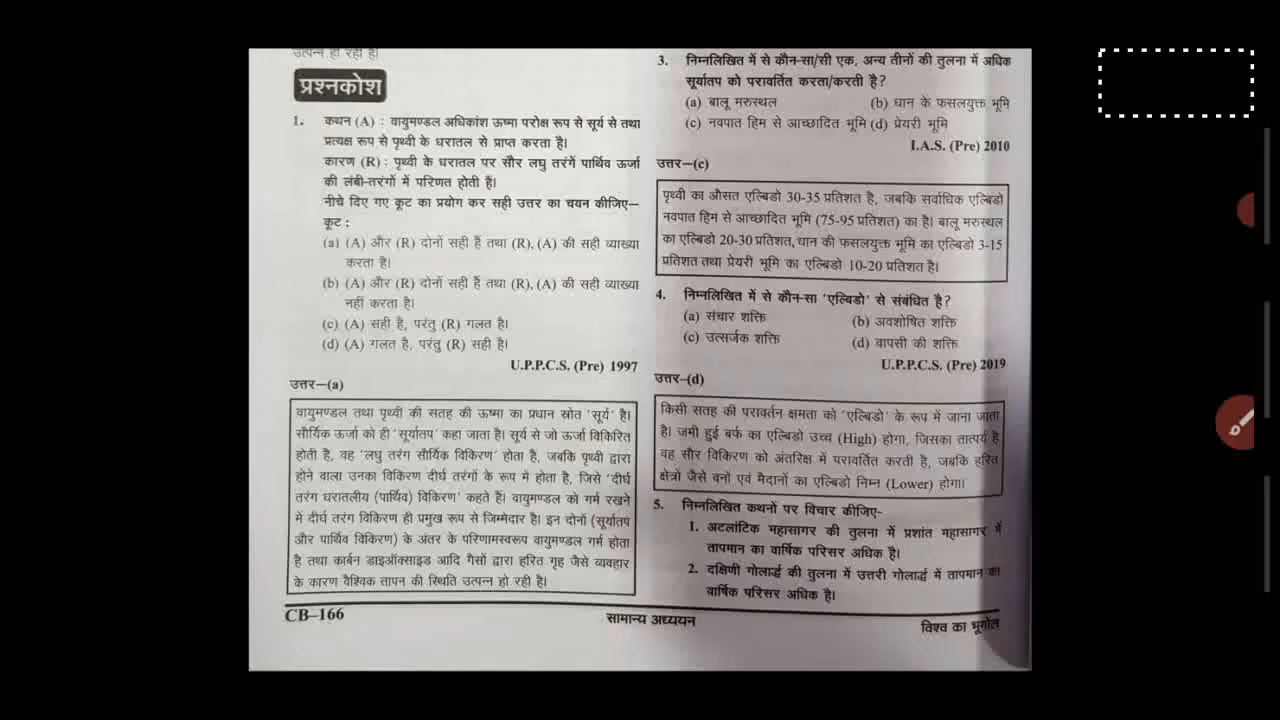 उत्पन्न हो रही है।
प्रश्नकोश
1. कथन (A) : वायुमण्डल अधिकांश ऊष्मा परोक्ष रूप से सूर्य से तथा
प्रत्यक्ष रूप से पृथ्वी के धरातल से प्राप्त करता है।
कारण (R) : पृथ्वी के धरातल पर सौर लघु तरंगें पार्थिव ऊर्जा
की लंबी-तरंगों में परिणत होती हैं।
नीचे दिए गए कूट का प्रयोग कर सही उत्तर का चयन कीजिए–
कूट :
(a) (A) और (R) दोनों सही हैं तथा (R), (A) की सही व्याख्या
करता है।
(b) (A) और (R) दोनों सही हैं तथा (R), (A) की सही व्याख्या
नहीं करता है।
(c) (A) सही है, परंतु (R) गलत है।
(d) (A) गलत है, परंतु (R) सही है।
U.P.P.C.S. (Pre) 1997
उत्तर–(a)
वायुमण्डल तथा पृथ्वी की सतह की ऊष्मा का प्रधान स्रोत 'सूर्य' है।
सौर्यिक ऊर्जा को ही 'सूर्यातप' कहा जाता है। सूर्य से जो ऊर्जा विकिरित
होती है, वह 'लघु तरंग सौर्यिक विकिरण' होता है, जबकि पृथ्वी द्वारा
होने वाला उनका विकिरण दीर्घ तरंगों के रूप में होता है, जिसे 'दीर्घ
तरंग धरातलीय (पार्थिव) विकिरण' कहते हैं। वायुमण्डल को गर्म रखने
में दीर्घ तरंग विकिरण ही प्रमुख रूप से जिम्मेदार है। इन दोनों (सूर्यातप
और पार्थिव विकिरण) के अंतर के परिणामस्वरूप वायुमण्डल गर्म होता
है तथा कार्बन डाइऑक्साइड आदि गैसों द्वारा हरित गृह जैसे व्यवहार
के कारण वैश्विक तापन की स्थिति उत्पन्न हो रही है।
3. निम्नलिखित में से कौन-सा/सी एक, अन्य तीनों की तुलना में अधिक
सूर्यातप को परावर्तित करता/करती है?
(a) बालू मरुस्थल (b) धान के फसलयुक्त भूमि
(c) नवपात हिम से आच्छादित भूमि (d) प्रेयरी भूमि
I.A.S. (Pre) 2010
उत्तर–(c)
पृथ्वी का औसत एल्बिडो 30-35 प्रतिशत है, जबकि सर्वाधिक एल्बिडो
नवपात हिम से आच्छादित भूमि (75-95 प्रतिशत) का है। बालू मरुस्थल
का एल्बिडो 20-30 प्रतिशत, धान की फसलयुक्त भूमि का एल्बिडो 3-15
प्रतिशत तथा प्रेयरी भूमि का एल्बिडो 10-20 प्रतिशत है।
4. निम्नलिखित में से कौन-सा 'एल्बिडो' से संबंधित है?
(a) संचार शक्ति (b) अवशोषित शक्ति
(c) उत्सर्जक शक्ति (d) वापसी की शक्ति
U.P.P.C.S. (Pre) 2019
उत्तर–(d)
किसी सतह की परावर्तन क्षमता को 'एल्बिडो' के रूप में जाना जाता
है। जमी हुई बर्फ का एल्बिडो उच्च (High) होगा, जिसका तात्पर्य है
वह सौर विकिरण को अंतरिक्ष में परावर्तित करती है, जबकि हरित
क्षेत्रों जैसे वनों एवं मैदानों का एल्बिडो निम्न (Lower) होगा।
5. निम्नलिखित कथनों पर विचार कीजिए-
1. अटलांटिक महासागर की तुलना में प्रशांत महासागर में
तापमान का वार्षिक परिसर अधिक है।
2. दक्षिणी गोलार्द्ध की तुलना में उत्तरी गोलार्द्ध में तापमान का
वार्षिक परिसर अधिक है।
CB–166 सामान्य अध्ययन विश्व का भूगोल